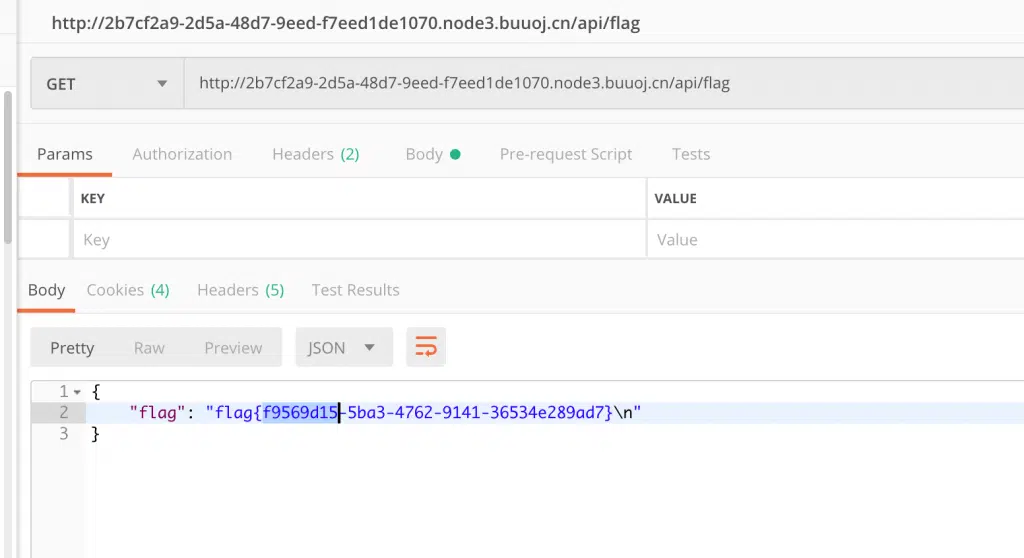 http://2b7cf2a9-2d5a-48d7-9eed-f7eed1de1070.node3.buuoj.cn/api/flag
GET http://2b7cf2a9-2d5a-48d7-9eed-f7eed1de1070.node3.buuoj.cn/api/flag
Params Authorization Headers (2) Body Pre-request Script Tests
KEY VALUE
Key Value
Body Cookies (4) Headers (5) Test Results
Pretty Raw Preview JSON
1 {
2 "flag": "flag{f9569d15-5ba3-4762-9141-36534e289ad7}\n"
3 }